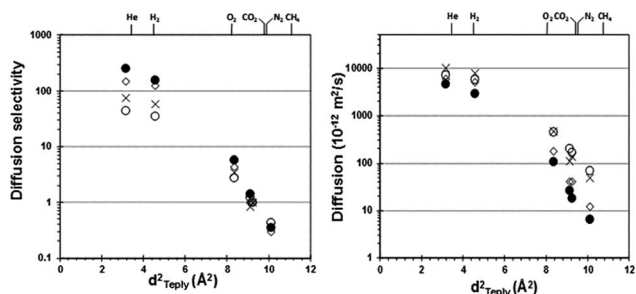 He H₂ O₂ CO₂ N₂ CH₄
1000
100
10
1
0.1
Diffusion selectivity
0 2 4 6 8 10 12
d²Teply (Å²)
He H₂ O₂ CO₂ N₂ CH₄
10000
1000
100
10
1
Diffusion (10⁻¹² m²/s)
0 2 4 6 8 10 12
d²Teply (Å²)